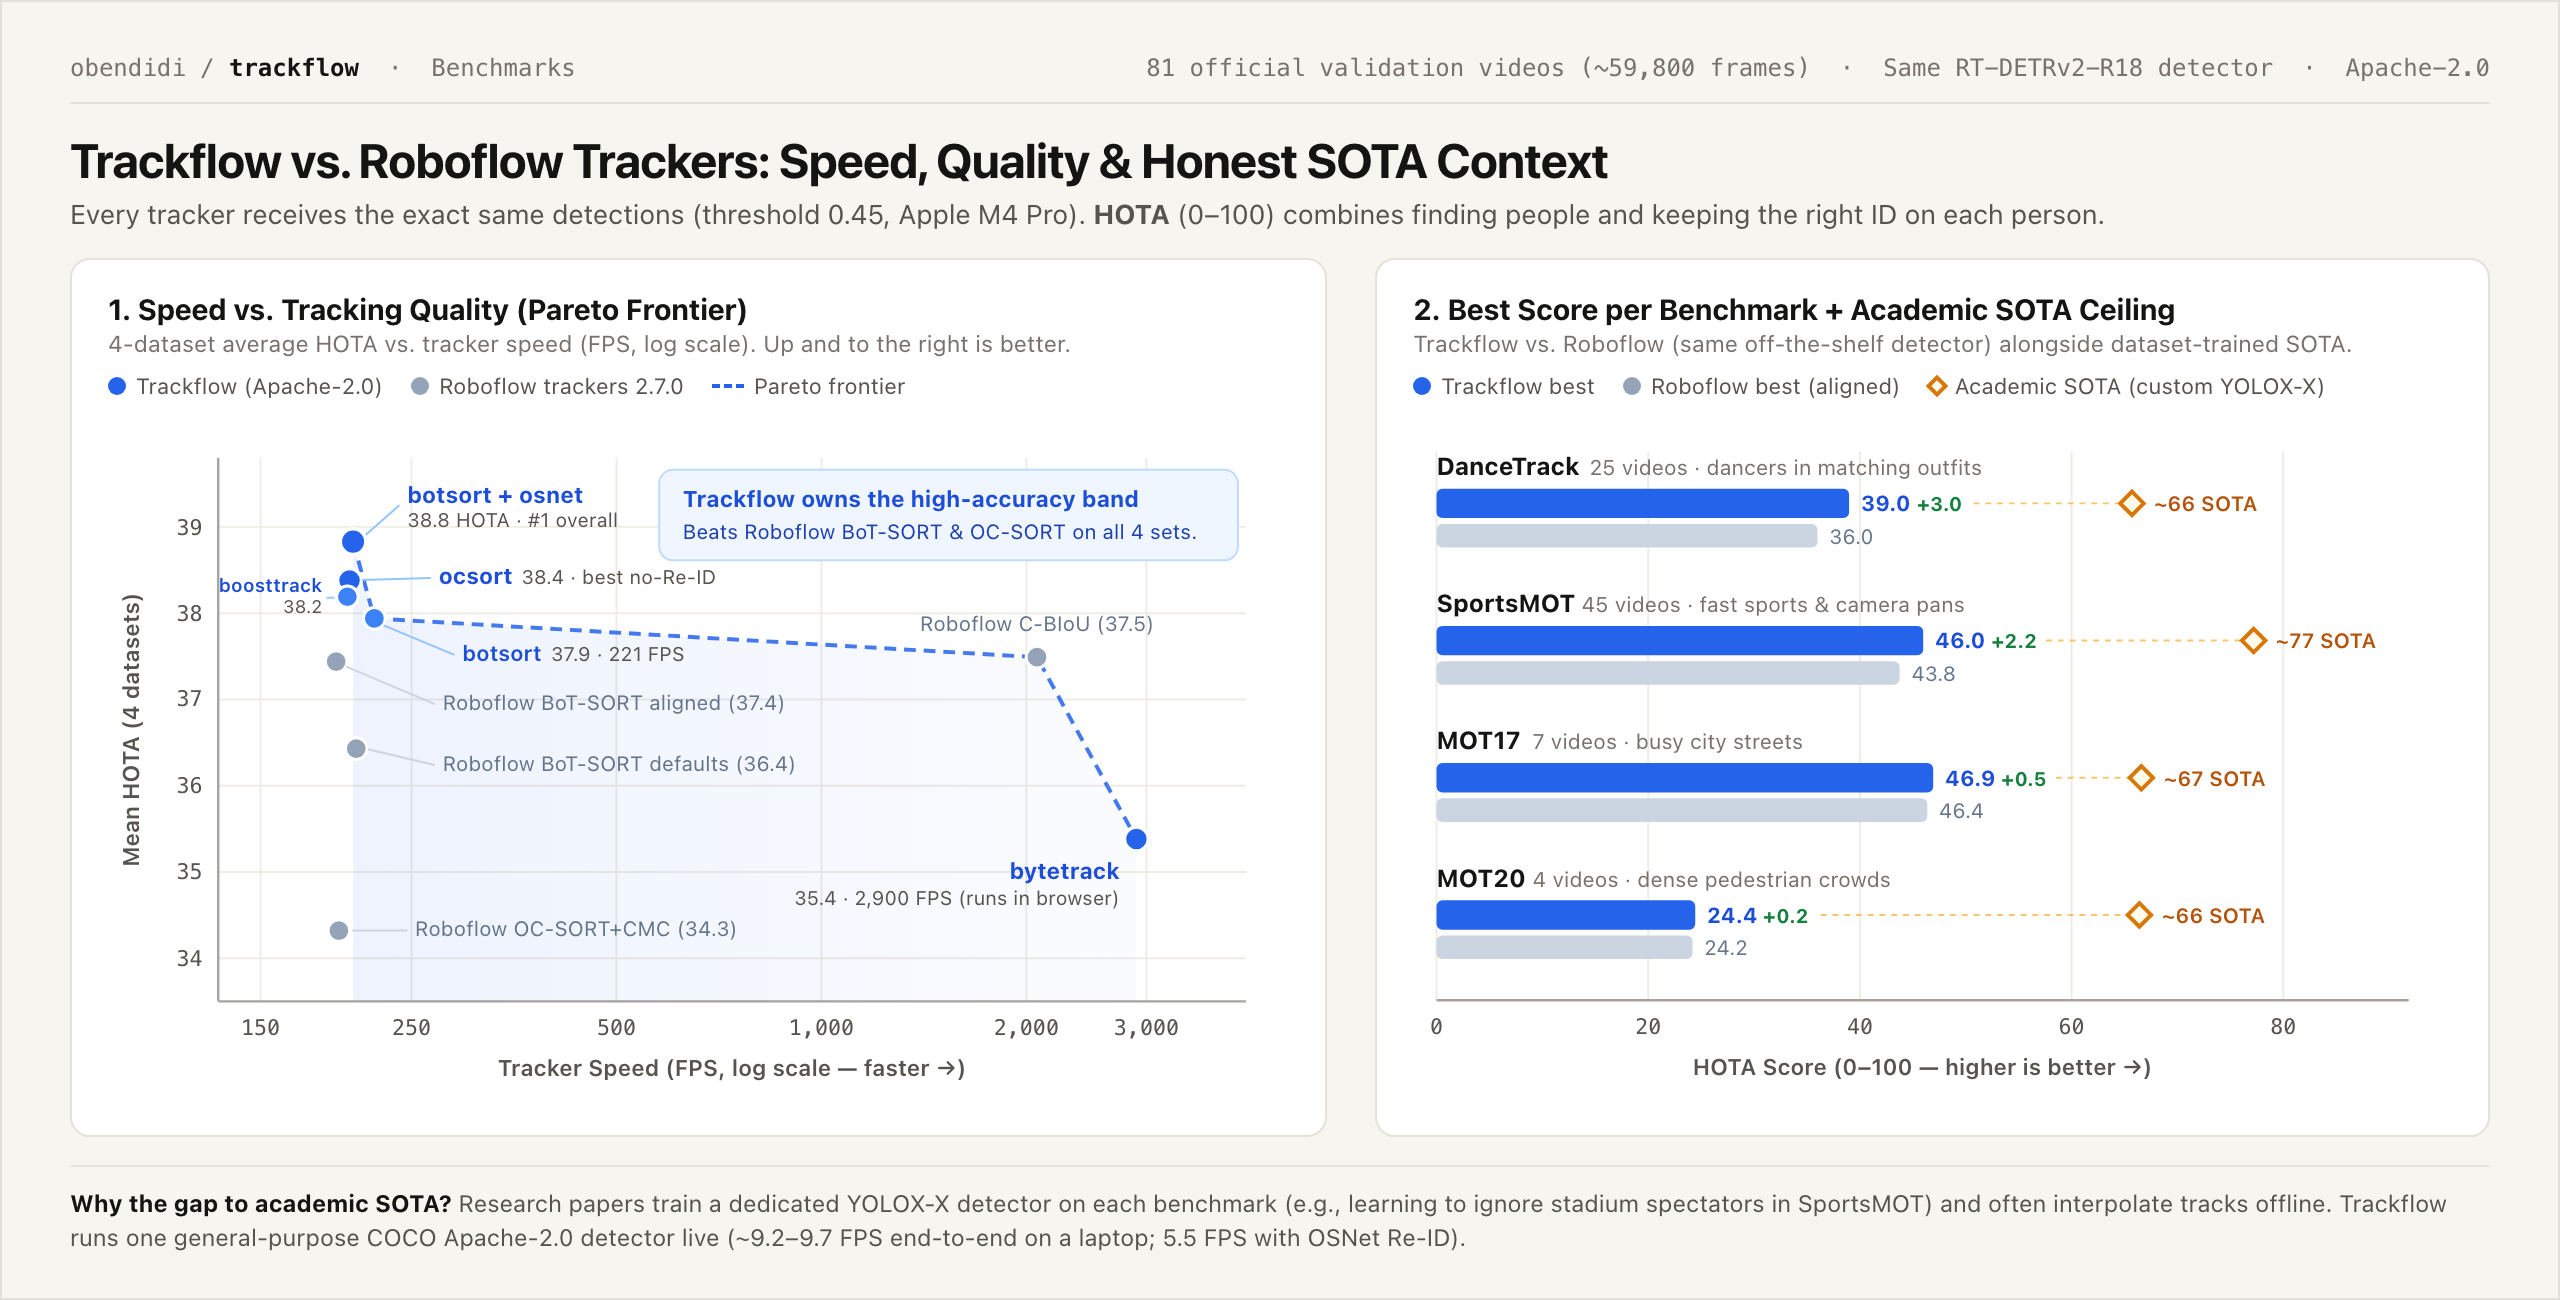 obendidi / trackflow · Benchmarks
81 official validation videos (~59,800 frames) · Same RT-DETRv2-R18 detector · Apache-2.0
Trackflow vs. Roboflow Trackers: Speed, Quality & Honest SOTA Context
Every tracker receives the exact same detections (threshold 0.45, Apple M4 Pro). HOTA (0–100) combines finding people and keeping the right ID on each person.
1. Speed vs. Tracking Quality (Pareto Frontier)
4-dataset average HOTA vs. tracker speed (FPS, log scale). Up and to the right is better.
Trackflow (Apache-2.0) Roboflow trackers 2.7.0 Pareto frontier
Mean HOTA (4 datasets)
39
38
37
36
35
34
botsort + osnet
38.8 HOTA · #1 overall
Trackflow owns the high-accuracy band
Beats Roboflow BoT-SORT & OC-SORT on all 4 sets.
ocsort 38.4 · best no-Re-ID
boosttrack
38.2
Roboflow C-BIoU (37.5)
botsort 37.9 · 221 FPS
Roboflow BoT-SORT aligned (37.4)
Roboflow BoT-SORT defaults (36.4)
bytetrack
35.4 · 2,900 FPS (runs in browser)
Roboflow OC-SORT+CMC (34.3)
150 250 500 1,000 2,000 3,000
Tracker Speed (FPS, log scale — faster →)
2. Best Score per Benchmark + Academic SOTA Ceiling
Trackflow vs. Roboflow (same off-the-shelf detector) alongside dataset-trained SOTA.
Trackflow best Roboflow best (aligned) Academic SOTA (custom YOLOX-X)
DanceTrack 25 videos · dancers in matching outfits
39.0 +3.0 ~66 SOTA
36.0
SportsMOT 45 videos · fast sports & camera pans
46.0 +2.2 ~77 SOTA
43.8
MOT17 7 videos · busy city streets
46.9 +0.5 ~67 SOTA
46.4
MOT20 4 videos · dense pedestrian crowds
24.4 +0.2 ~66 SOTA
24.2
0 20 40 60 80
HOTA Score (0–100 — higher is better →)
Why the gap to academic SOTA? Research papers train a dedicated YOLOX-X detector on each benchmark (e.g., learning to ignore stadium spectators in SportsMOT) and often interpolate tracks offline. Trackflow
runs one general-purpose COCO Apache-2.0 detector live (~9.2–9.7 FPS end-to-end on a laptop; 5.5 FPS with OSNet Re-ID).